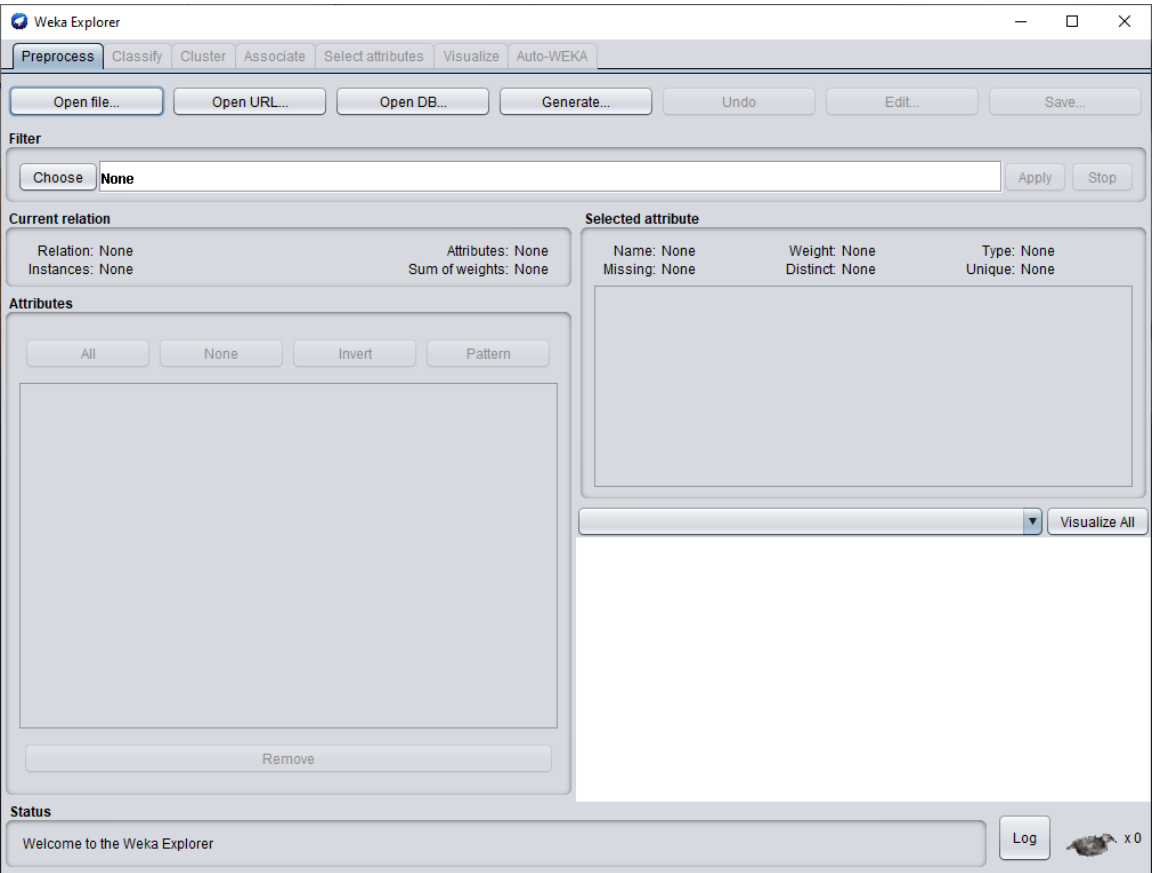 Weka Explorer
Preprocess Classify Cluster Associate Select attributes Visualize Auto-WEKA
Open file... Open URL... Open DB... Generate... Undo Edit... Save...
Filter
Choose None Apply Stop
Current relation
Relation: None Attributes: None
Instances: None Sum of weights: None
Attributes
All None Invert Pattern
Remove
Selected attribute
Name: None Weight: None Type: None
Missing: None Distinct: None Unique: None
Visualize All
Status
Welcome to the Weka Explorer
Log x 0